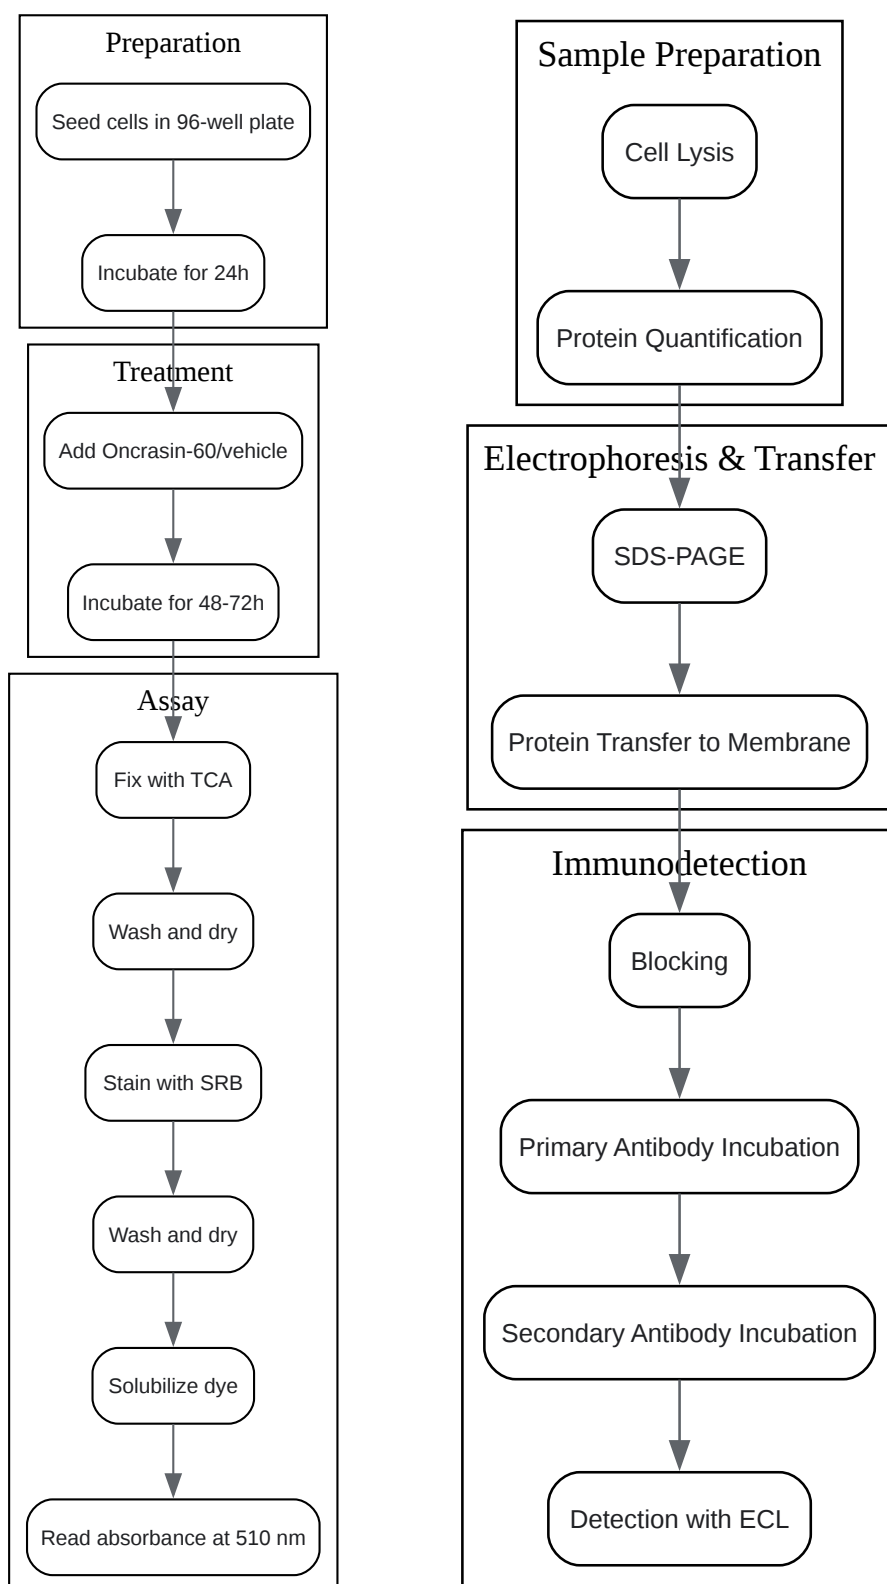 Preparation
Seed cells in 96-well plate
Incubate for 24h
Treatment
Add Oncrasin-60/vehicle
Incubate for 48-72h
Assay
Fix with TCA
Wash and dry
Stain with SRB
Wash and dry
Solubilize dye
Read absorbance at 510 nm
Sample Preparation
Cell Lysis
Protein Quantification
Electrophoresis & Transfer
SDS-PAGE
Protein Transfer to Membrane
Immunodetection
Blocking
Primary Antibody Incubation
Secondary Antibody Incubation
Detection with ECL